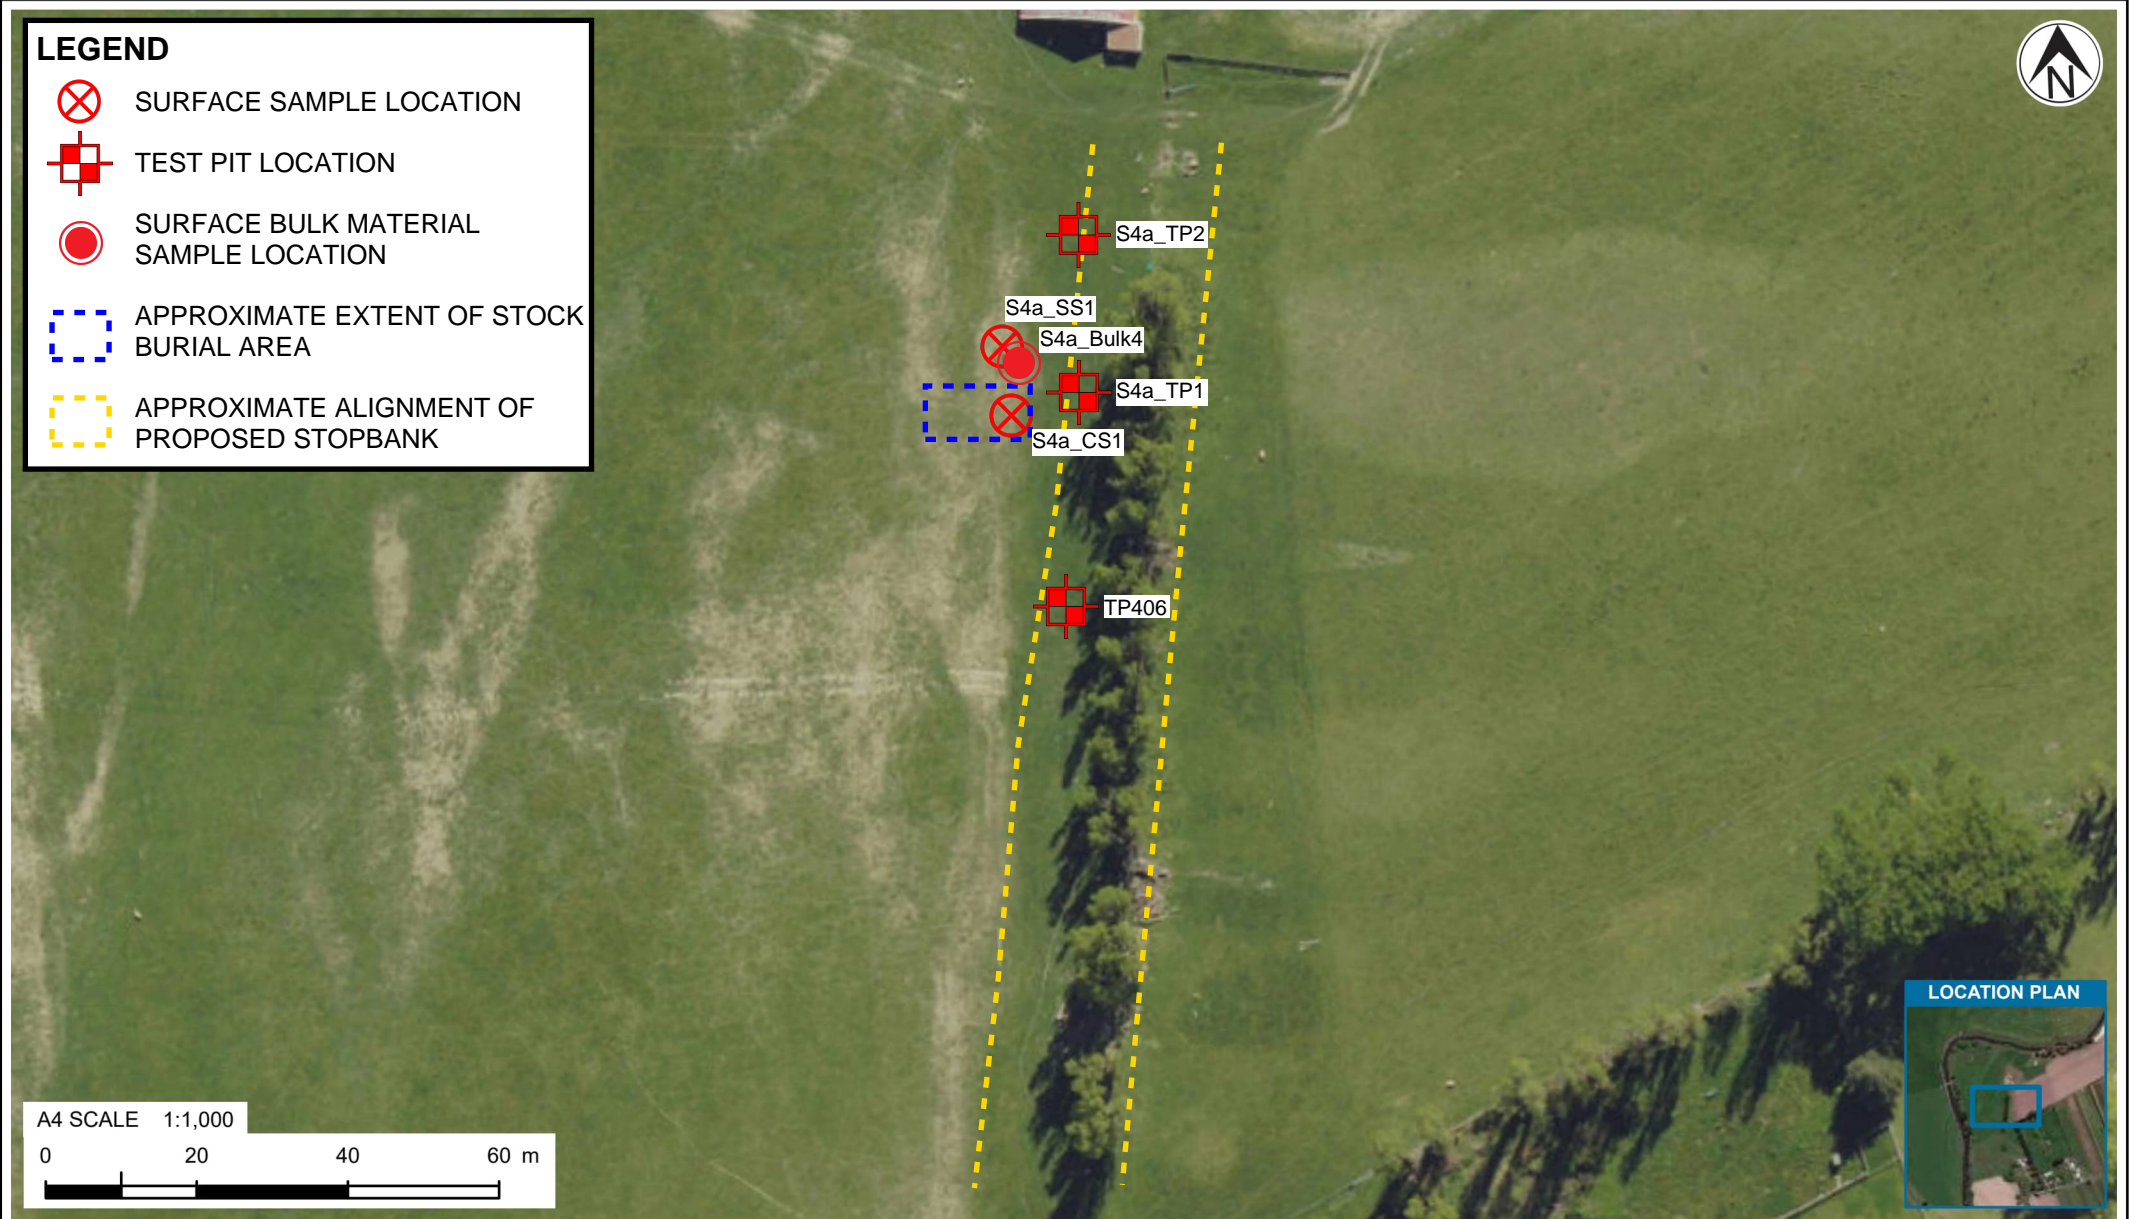 LEGEND
SURFACE SAMPLE LOCATION
TEST PIT LOCATION
SURFACE BULK MATERIAL
SAMPLE LOCATION
APPROXIMATE EXTENT OF STOCK
BURIAL AREA
APPROXIMATE ALIGNMENT OF
PROPOSED STOPBANK
N
S4a_TP2
S4a_SS1
S4a_Bulk4
S4a_TP1
S4a_CS1
TP406
LOCATION PLAN
A4 SCALE 1:1,000
0 20 40 60 m